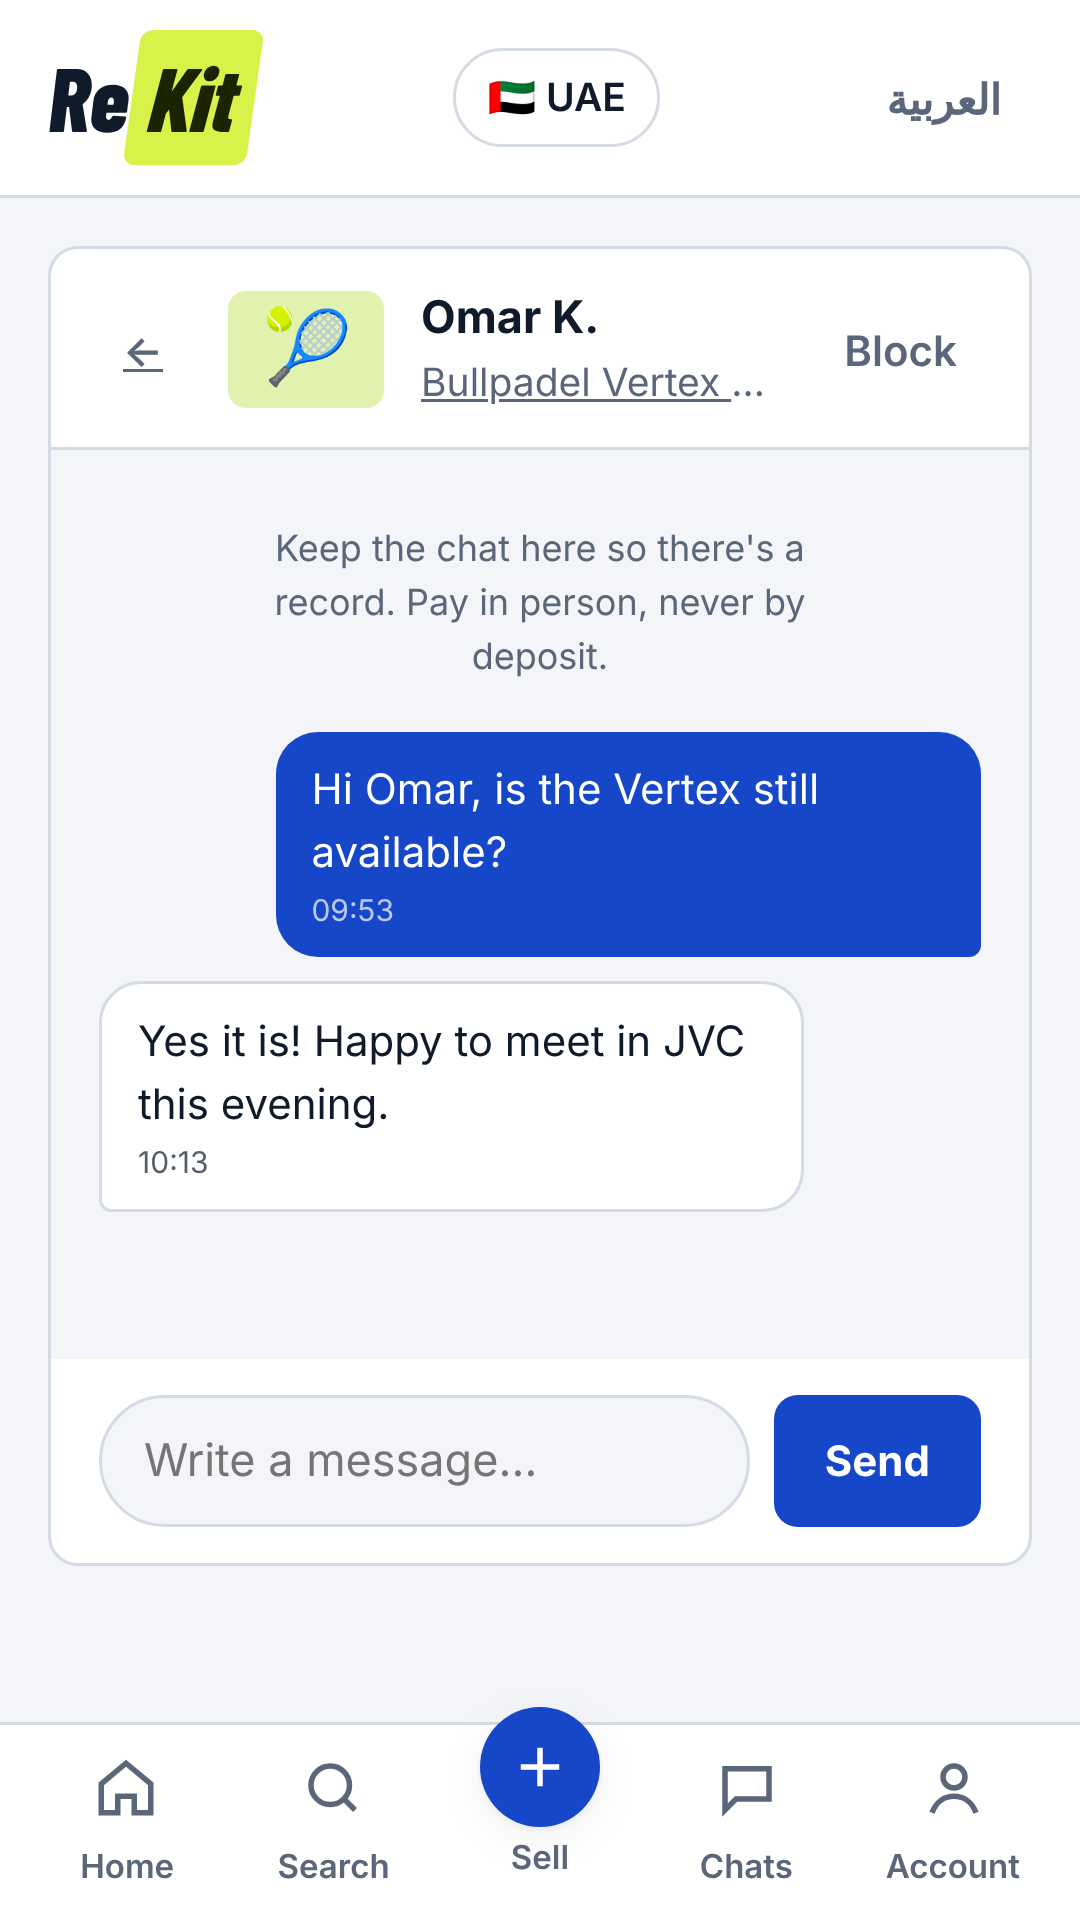 Re Kit
UAE
العربية
Omar K.
Bullpadel Vertex ...
Block
Keep the chat here so there's a
record. Pay in person, never by
deposit.
Hi Omar, is the Vertex still
available?
09:53
Yes it is! Happy to meet in JVC
this evening.
10:13
Write a message...
Send
Home
Search
Sell
Chats
Account